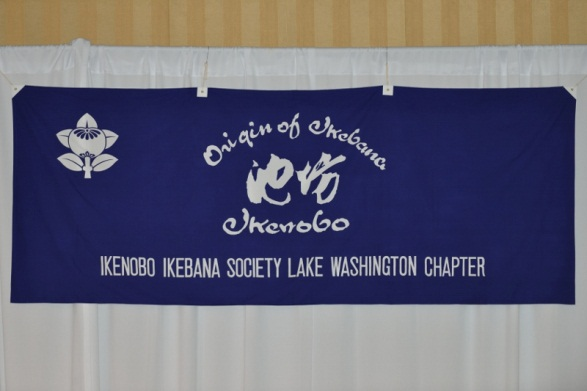 Origin of Ikebana
池坊
Ikenobo
IKENOBO IKEBANA SOCIETY LAKE WASHINGTON CHAPTER